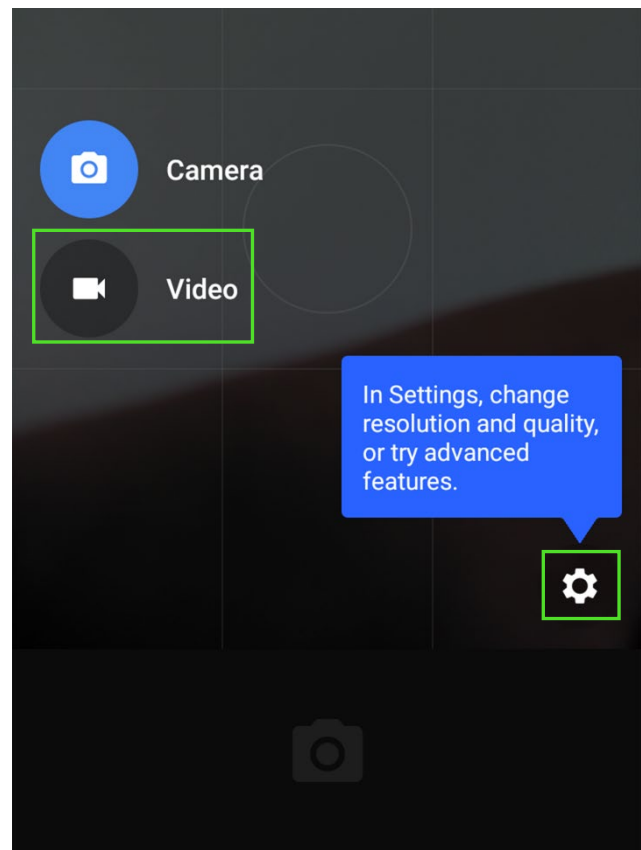 Camera
Video
In Settings, change
resolution and quality,
or try advanced
features.